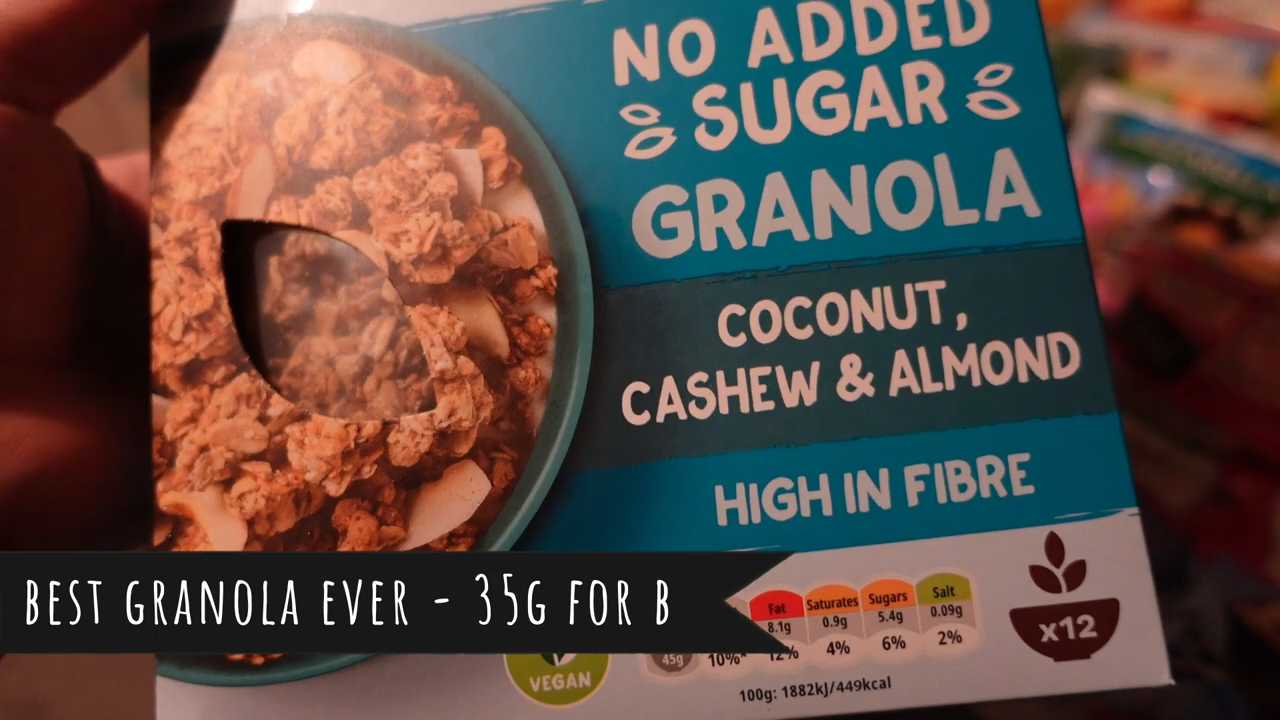 NO ADDED
SUGAR
GRANOLA
COCONUT,
CASHEW & ALMOND
HIGH IN FIBRE
BEST GRANOLA EVER - 35G FOR B
VEGAN
45g
10%*
Fat
8.1g
12%
Saturates
0.9g
4%
Sugars
5.4g
6%
Salt
0.09g
2%
100g: 1882kJ/449kcal
x12